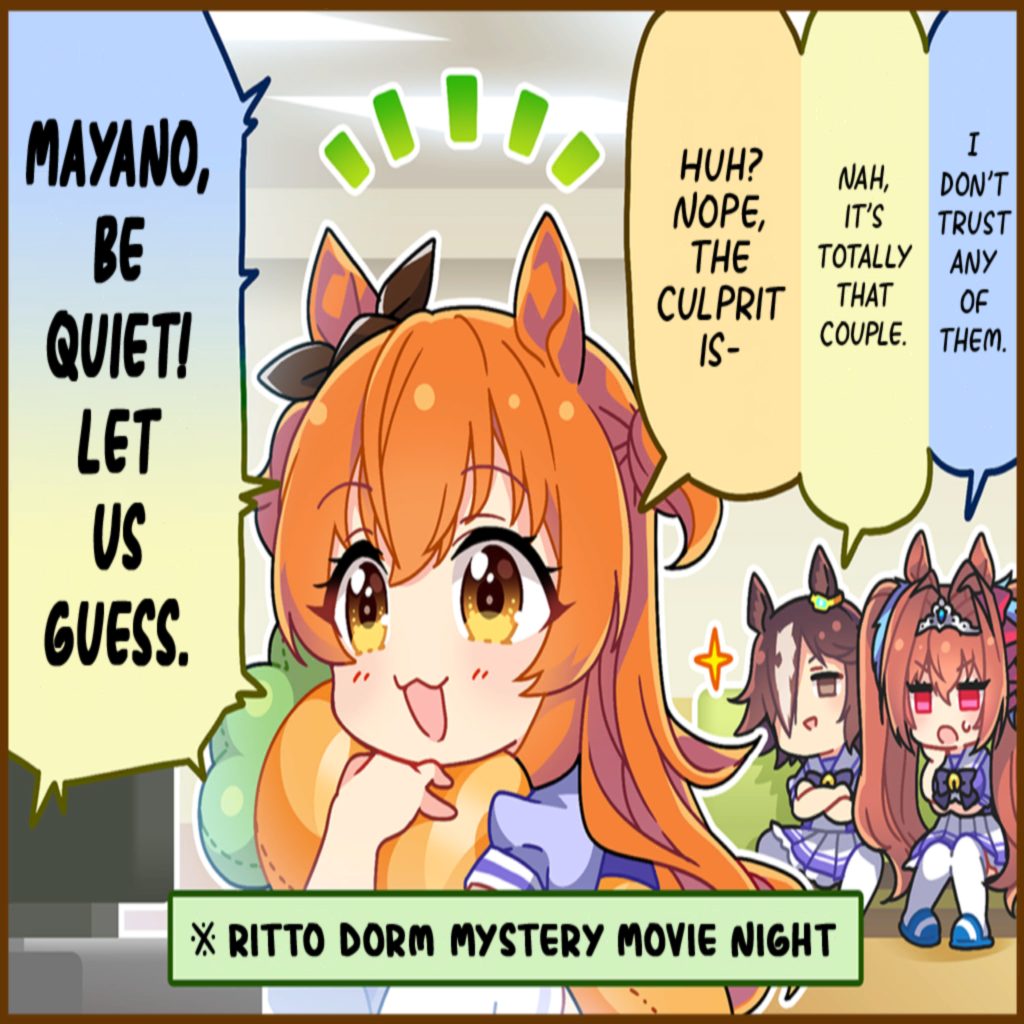 I
DON'T
TRUST
ANY
OF
THEM.
NAH,
IT'S
TOTALLY
THAT
COUPLE.
HUH?
NOPE,
THE
CULPRIT
IS-
MAYANO,
BE
QUIET!
LET
US
GUESS.
※ RITTO DORM MYSTERY MOVIE NIGHT